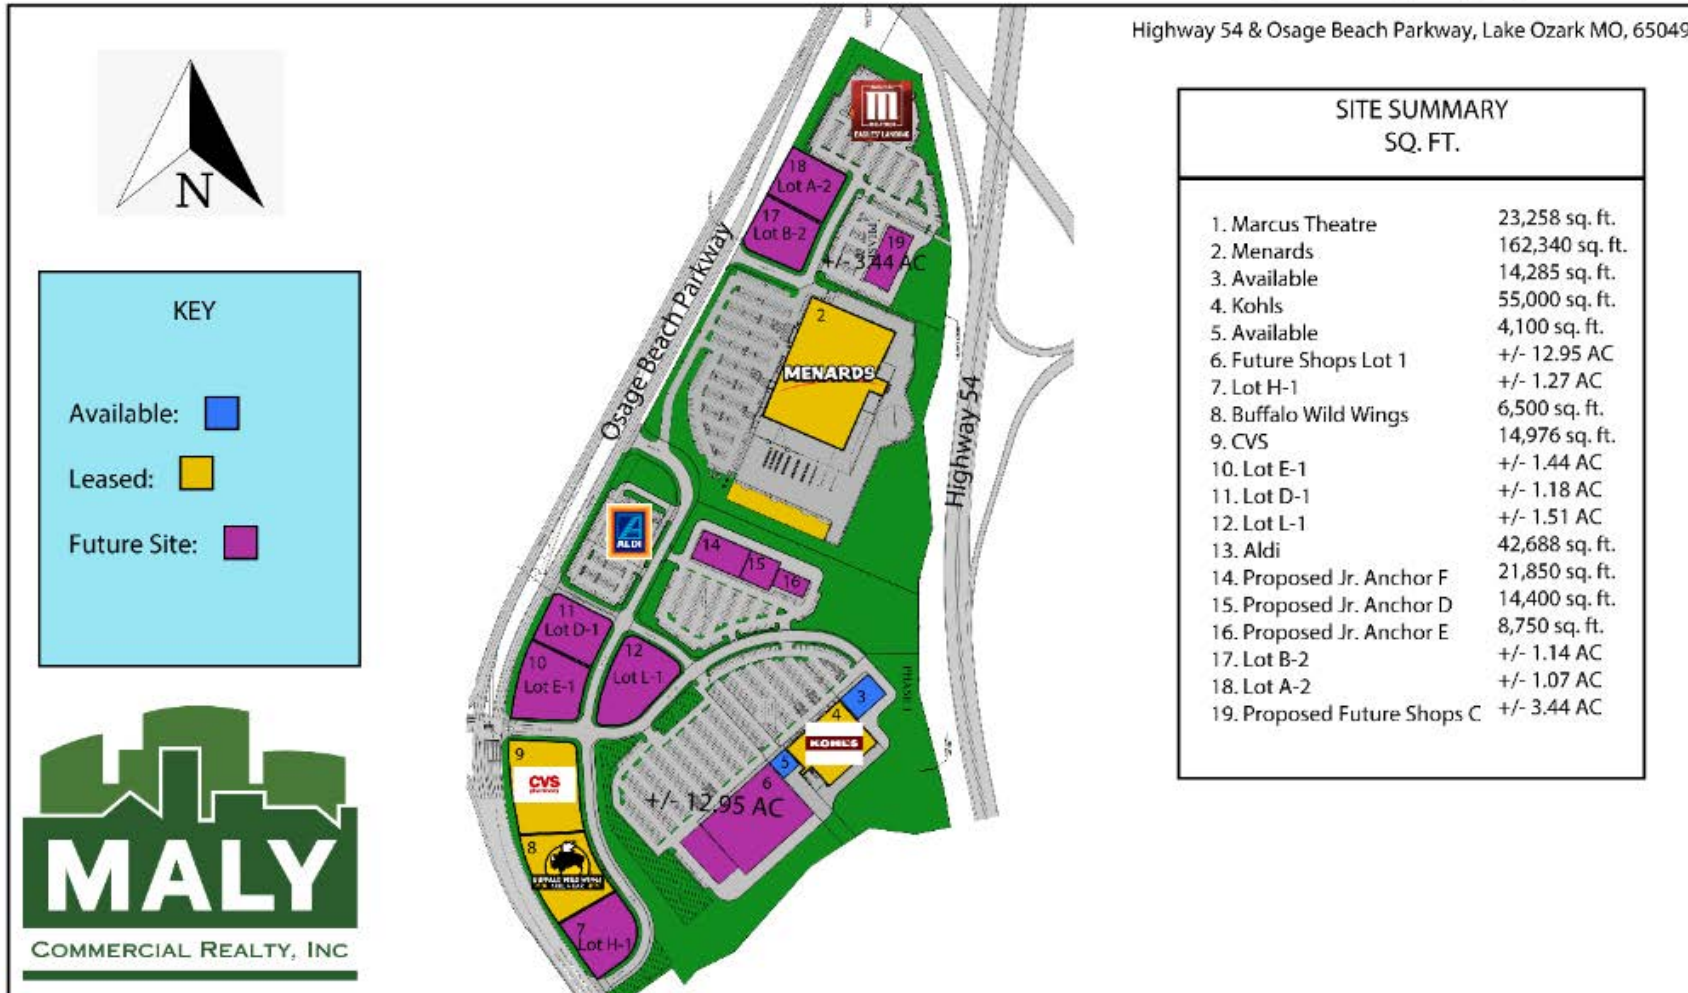 Highway 54 & Osage Beach Parkway, Lake Ozark MO, 65049
N
KEY
Available:
Leased:
Future Site:
MALY
COMMERCIAL REALTY, INC
SITE SUMMARY
SQ. FT.
1. Marcus Theatre 23,258 sq. ft.
2. Menards 162,340 sq. ft.
3. Available 14,285 sq. ft.
4. Kohls 55,000 sq. ft.
5. Available 4,100 sq. ft.
6. Future Shops Lot 1 +/- 12.95 AC
7. Lot H-1 +/- 1.27 AC
8. Buffalo Wild Wings 6,500 sq. ft.
9. CVS 14,976 sq. ft.
10. Lot E-1 +/- 1.44 AC
11. Lot D-1 +/- 1.18 AC
12. Lot L-1 +/- 1.51 AC
13. Aldi 42,688 sq. ft.
14. Proposed Jr. Anchor F 21,850 sq. ft.
15. Proposed Jr. Anchor D 14,400 sq. ft.
16. Proposed Jr. Anchor E 8,750 sq. ft.
17. Lot B-2 +/- 1.14 AC
18. Lot A-2 +/- 1.07 AC
19. Proposed Future Shops C +/- 3.44 AC
Osage Beach Parkway
Highway 54
EAGLES' LANDING
18
Lot A-2
17
Lot B-2
19
+/- 3.44 AC
2
MENARDS
ALDI
14
15
16
11
Lot D-1
10
Lot E-1
12
Lot L-1
3
4
KOHL'S
5
6
+/- 12.95 AC
9
CVS
pharmacy
8
BUFFALO WILD WINGS
7
Lot H-1